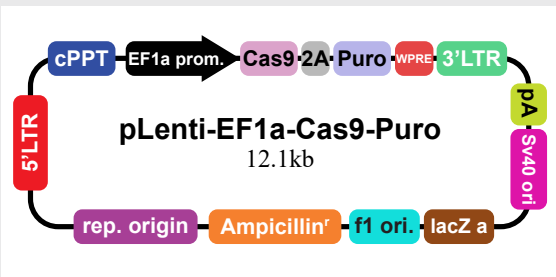 cPPT
EF1a prom.
Cas9
2A
Puro
WPRE
3'LTR
pA
Sv40 ori
5'LTR
pLenti-EF1a-Cas9-Puro
12.1kb
rep. origin
Ampicillinʳ
f1 ori.
lacZ a